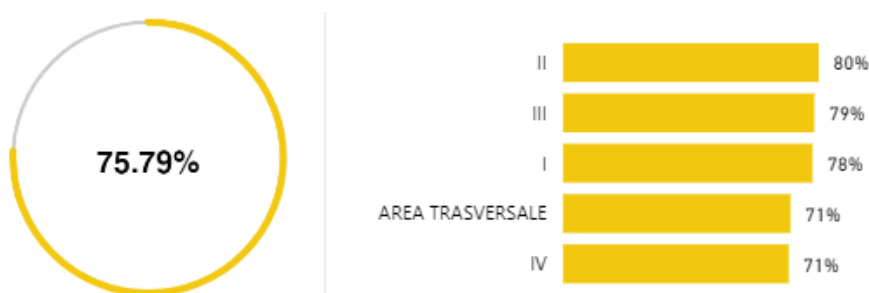 75.79%
II 80%
III 79%
I 78%
AREA TRASVERSALE 71%
IV 71%